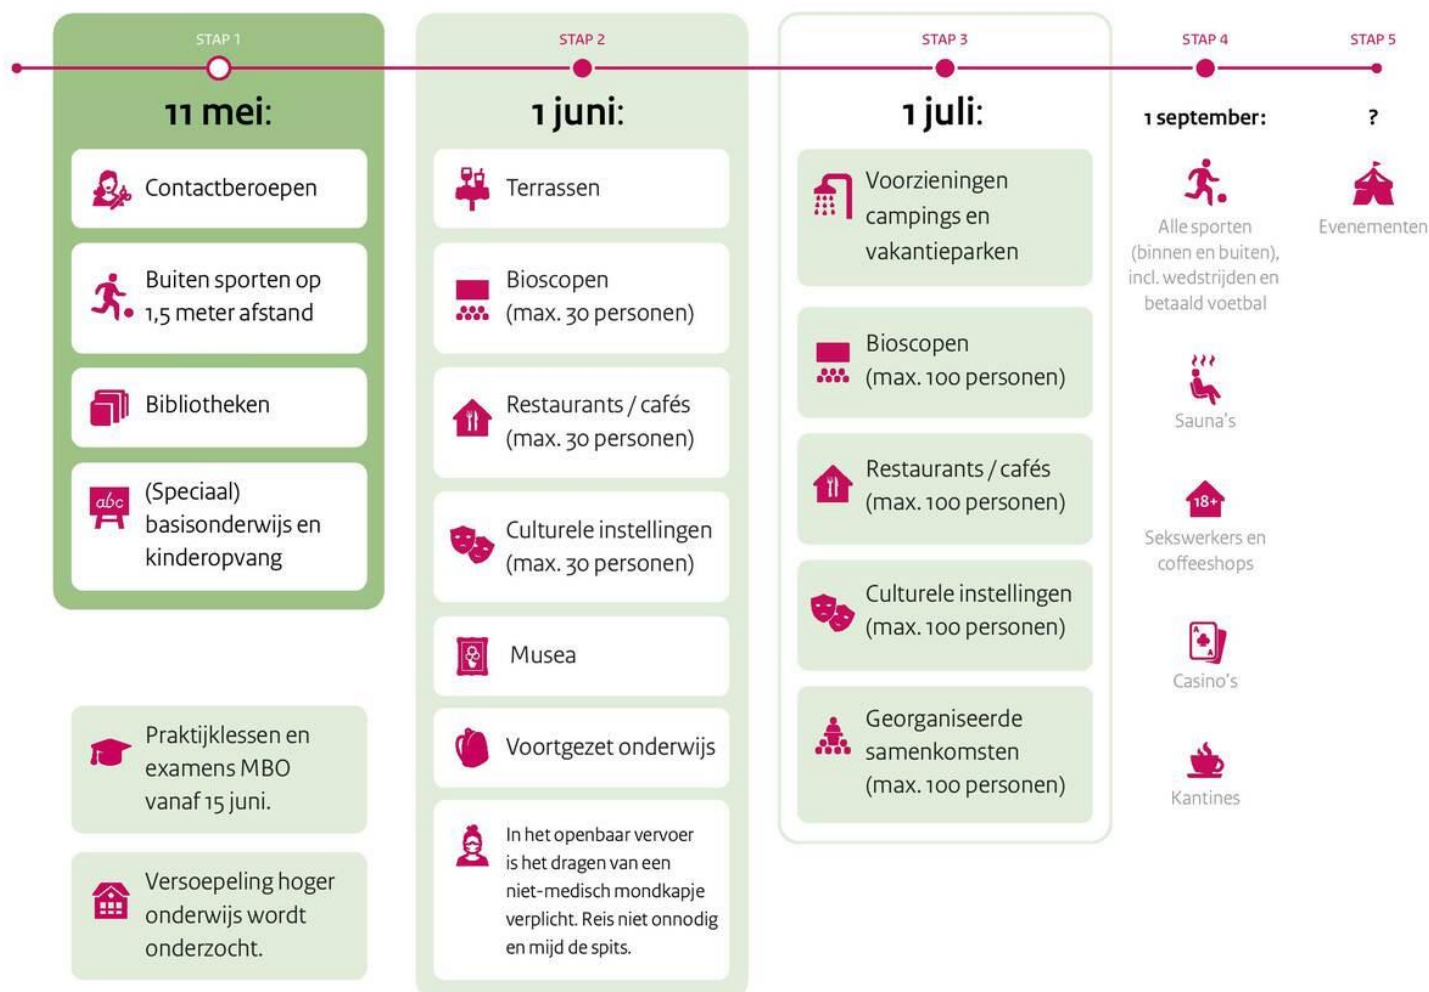 STAP 1
11 mei:
Contactberoepen
Buiten sporten op
1,5 meter afstand
Bibliotheken
abc
(Speciaal)
basisonderwijs en
kinderopvang
Praktijklessen en
examens MBO
vanaf 15 juni.
Versoepeling hoger
onderwijs wordt
onderzocht.
STAP 2
1 juni:
Terrassen
Bioscopen
(max. 30 personen)
Restaurants / cafés
(max. 30 personen)
Culturele instellingen
(max. 30 personen)
Musea
Voortgezet onderwijs
In het openbaar vervoer
is het dragen van een
niet-medisch mondkapje
verplicht. Reis niet onnodig
en mijd de spits.
STAP 3
1 juli:
Voorzieningen
campings en
vakantieparken
Bioscopen
(max. 100 personen)
Restaurants / cafés
(max. 100 personen)
Culturele instellingen
(max. 100 personen)
Georganiseerde
samenkomsten
(max. 100 personen)
STAP 4
1 september:
Alle sporten
(binnen en buiten),
incl. wedstrijden en
betaald voetbal
Sauna's
18+
Sekswerkers en
coffeeshops
A
A
Casino's
Kantines
STAP 5
?
Evenementen